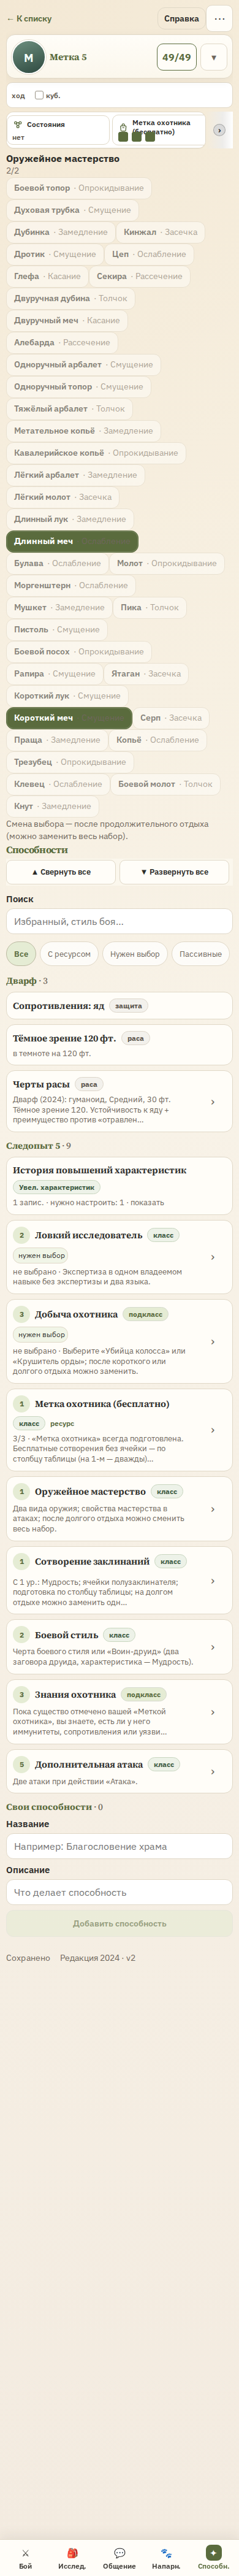 ← К списку
Справка
⋯
М
Метка 5
49/49
▼
ход
куб.
Состояния
нет
Метка охотника
(бесплатно)
›
Оружейное мастерство
2/2
Боевой топор · Опрокидывание
Духовая трубка · Смущение
Дубинка · Замедление
Кинжал · Засечка
Дротик · Смущение
Цеп · Ослабление
Глефа · Касание
Секира · Рассечение
Двуручная дубина · Толчок
Двуручный меч · Касание
Алебарда · Рассечение
Одноручный арбалет · Смущение
Одноручный топор · Смущение
Тяжёлый арбалет · Толчок
Метательное копьё · Замедление
Кавалерийское копьё · Опрокидывание
Лёгкий арбалет · Замедление
Лёгкий молот · Засечка
Длинный лук · Замедление
Длинный меч
Булава · Ослабление
Молот · Опрокидывание
Моргенштерн · Ослабление
Мушкет · Замедление
Пика · Толчок
Пистоль · Смущение
Боевой посох · Опрокидывание
Рапира · Смущение
Ятаган · Засечка
Короткий лук · Смущение
Короткий меч
Серп · Засечка
Праща · Замедление
Копьё · Ослабление
Трезубец · Опрокидывание
Клевец · Ослабление
Боевой молот · Толчок
Кнут · Замедление
Смена выбора — после продолжительного отдыха
(можно заменить весь набор).
Способности
▲ Свернуть все
▼ Развернуть все
Поиск
Избранный, стиль боя…
Все
С ресурсом
Нужен выбор
Пассивные
Дварф · 3
Сопротивления: яд
защита
Тёмное зрение 120 фт.
раса
в темноте на 120 фт.
Черты расы
раса
Дварф (2024): гуманоид, Средний, 30 фт.
Тёмное зрение 120. Устойчивость к яду +
преимущество против «отравлен…
›
Следопыт 5 · 9
История повышений характеристик
Увел. характеристик
1 запис. · нужно настроить: 1 · показать
2
Ловкий исследователь
класс
нужен выбор
не выбрано · Экспертиза в одном владеемом
навыке без экспертизы и два языка.
›
3
Добыча охотника
подкласс
нужен выбор
не выбрано · Выберите «Убийца колосса» или
«Крушитель орды»; после короткого или
долгого отдыха можно заменить.
›
1
Метка охотника (бесплатно)
класс
ресурс
3/3 · «Метка охотника» всегда подготовлена.
Бесплатные сотворения без ячейки — по
столбцу таблицы (на 1-м — дважды)…
›
1
Оружейное мастерство
класс
Два вида оружия; свойства мастерства в
атаках; после долгого отдыха можно сменить
весь набор.
›
1
Сотворение заклинаний
класс
С 1 ур.: Мудрость; ячейки полузаклинателя;
подготовка по столбцу таблицы; на долгом
отдыхе можно заменить одн…
›
2
Боевой стиль
класс
Черта боевого стиля или «Воин-друид» (два
заговора друида, характеристика — Мудрость).
›
3
Знания охотника
подкласс
Пока существо отмечено вашей «Меткой
охотника», вы знаете, есть ли у него
иммунитеты, сопротивления или уязви…
›
5
Дополнительная атака
класс
Две атаки при действии «Атака».
›
Свои способности · 0
Название
Например: Благословение храма
Описание
Что делает способность
Добавить способность
Сохранено
Редакция 2024 · v2
Бой
Исслед.
Общение
Напарн.
Способн.